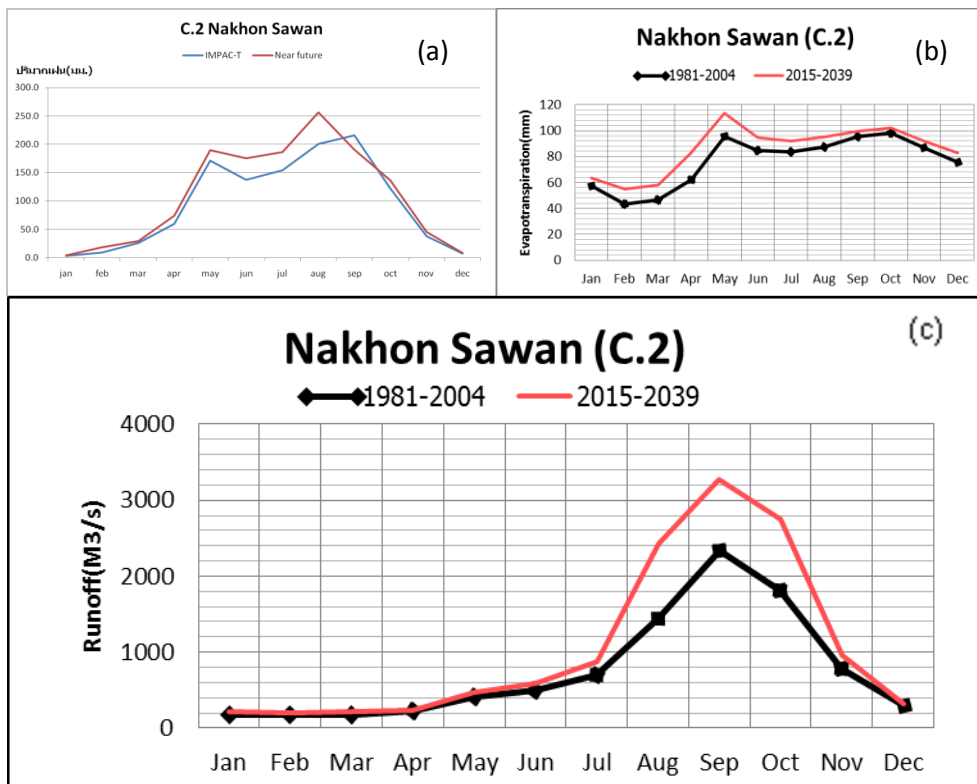 C.2 Nakhon Sawan
(a)
IMPAC-T Near future
ปริมาณฝน(มม.)
300.0
250.0
200.0
150.0
100.0
50.0
0.0
jan feb mar apr may jun jul aug sep oct nov dec
Nakhon Sawan (C.2)
(b)
1981-2004 2015-2039
Evapotranspiration(mm)
120
100
80
60
40
20
0
Jan Feb Mar Apr May Jun Jul Aug Sep Oct Nov Dec
(c)
Nakhon Sawan (C.2)
1981-2004 2015-2039
Runoff(M3/s)
4000
3000
2000
1000
0
Jan Feb Mar Apr May Jun Jul Aug Sep Oct Nov Dec